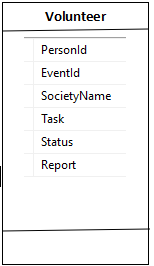 Volunteer
PersonId
EventId
SocietyName
Task
Status
Report